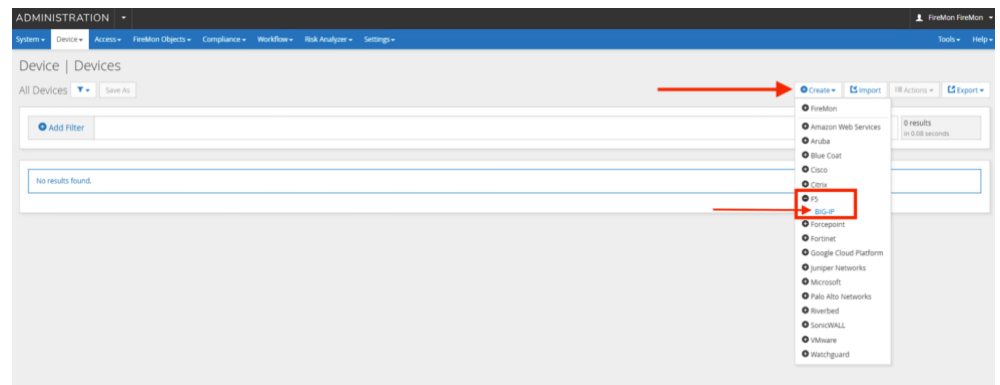 ADMINISTRATION FireMon FireMon
System Device Access FireMon Objects Compliance Workflow Risk Analyzer Settings Tools Help
Device | Devices
All Devices Save As Create Import Actions Export
FireMon
Add Filter 0 results
in 0.08 seconds
Amazon Web Services
Aruba
Blue Coat
Cisco
No results found.
Citrix
F5
BIG-IP
Forcepoint
Fortinet
Google Cloud Platform
Juniper Networks
Microsoft
Palo Alto Networks
Riverbed
SonicWALL
VMware
Watchguard